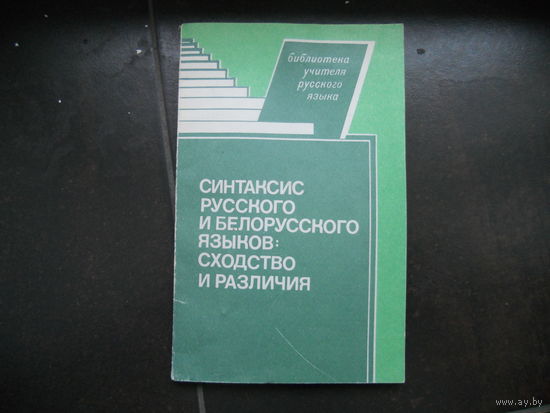 библиотека
учителя
русского
языка
СИНТАКСИС
РУССКОГО
И БЕЛОРУССКОГО
ЯЗЫКОВ:
СХОДСТВО
И РАЗЛИЧИЯ
www.ay.by